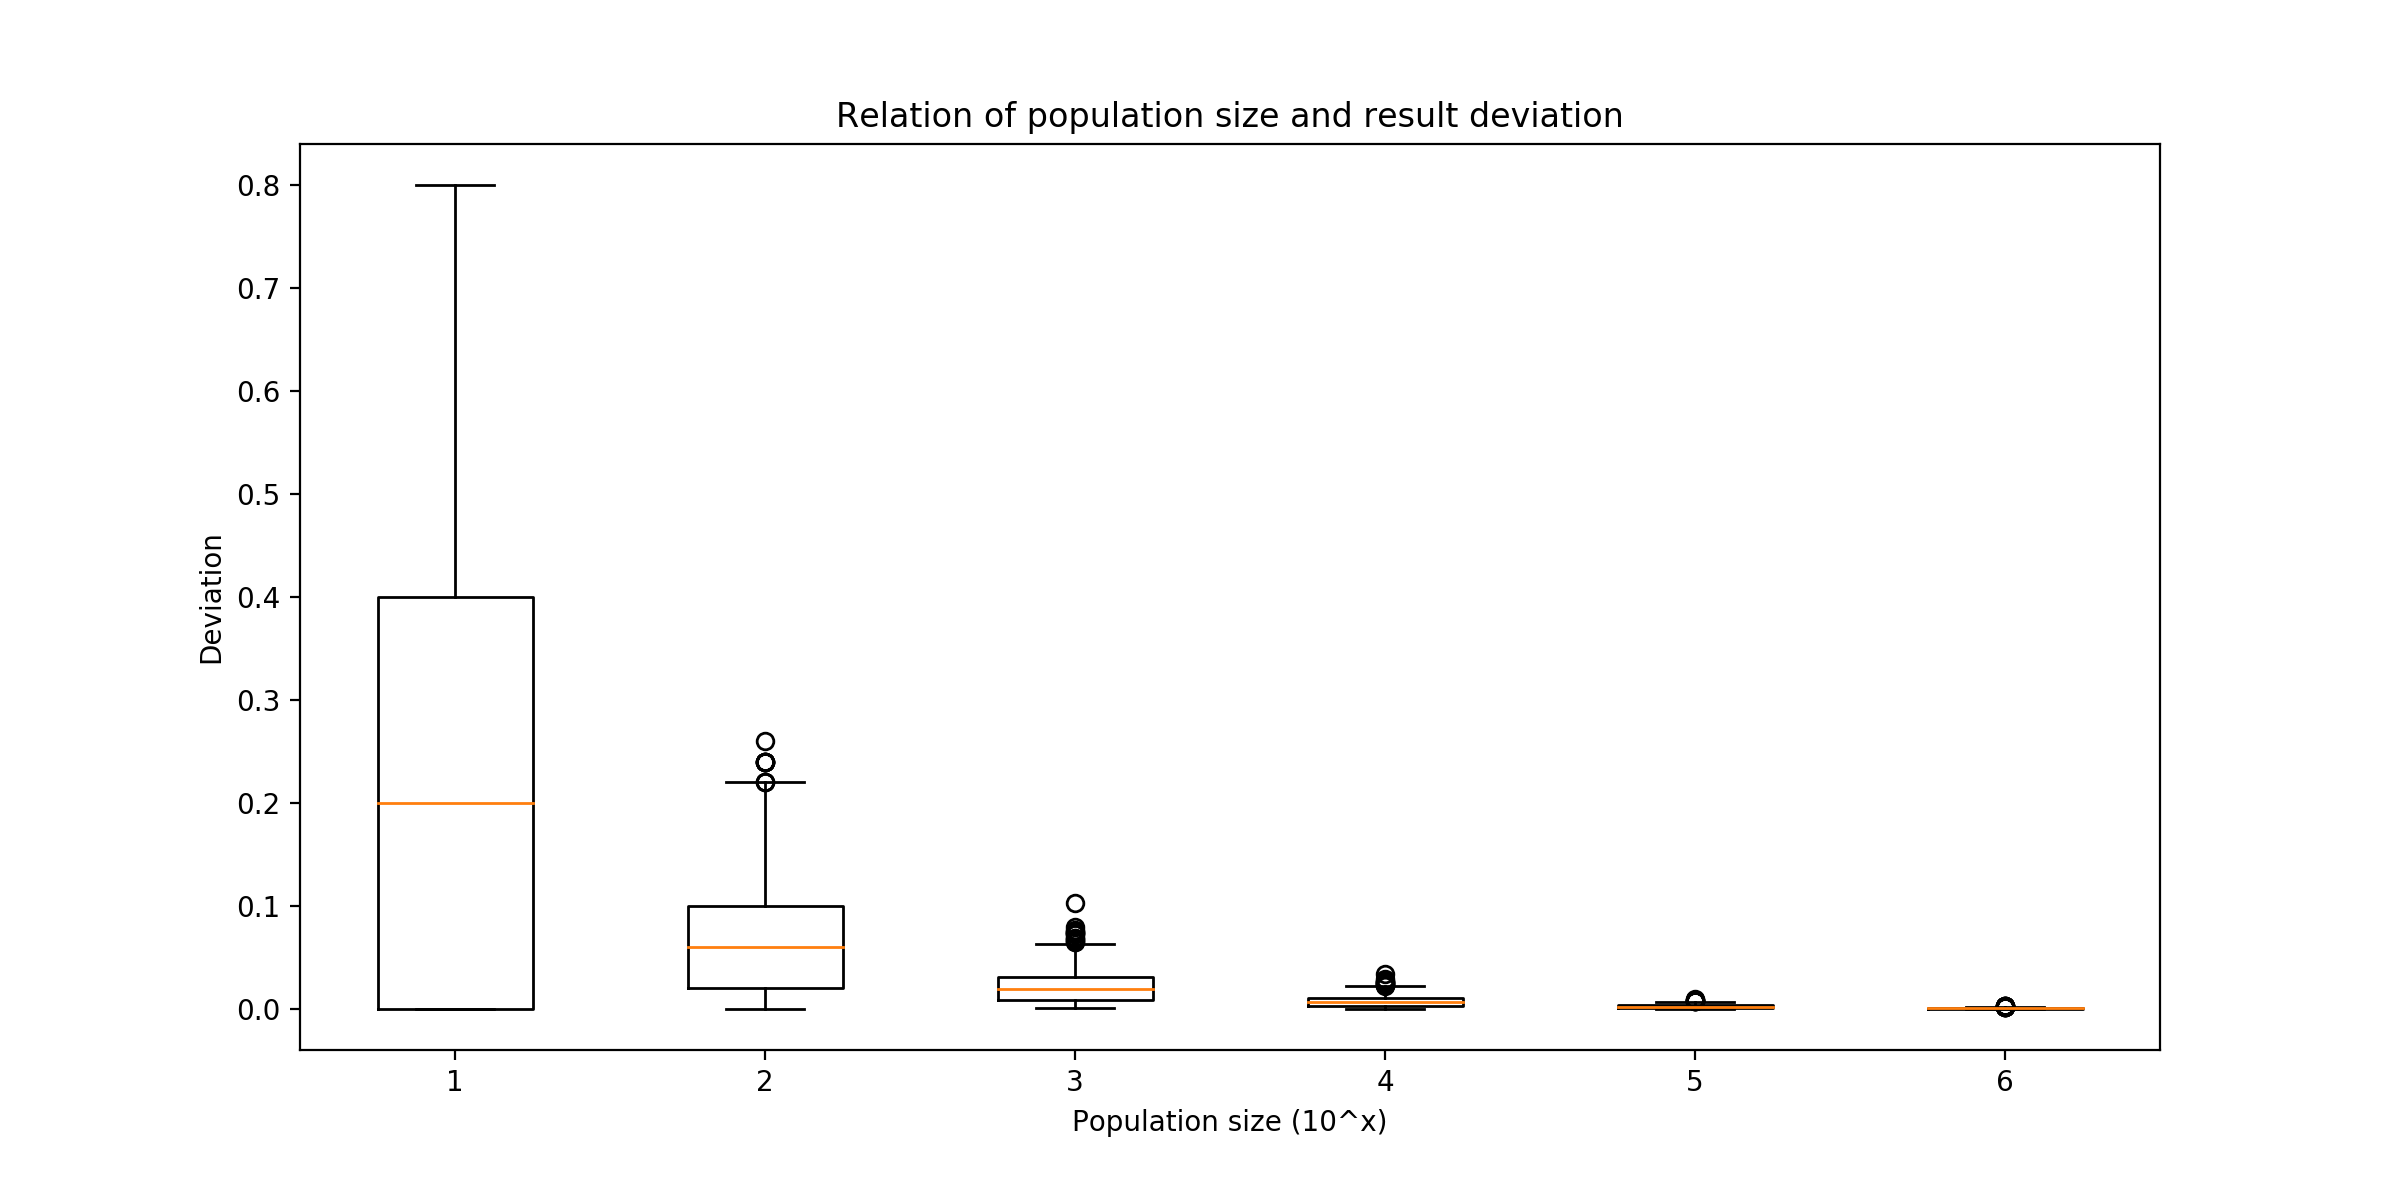 Relation of population size and result deviation
Deviation
0.8
0.7
0.6
0.5
0.4
0.3
0.2
0.1
0.0
1 2 3 4 5 6
Population size (10^x)